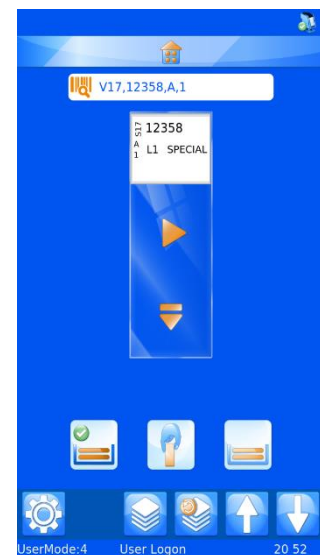 V17,12358,A,1
S17 12358
A
1
L1 SPECIAL
UserMode:4 User Logon 20 52